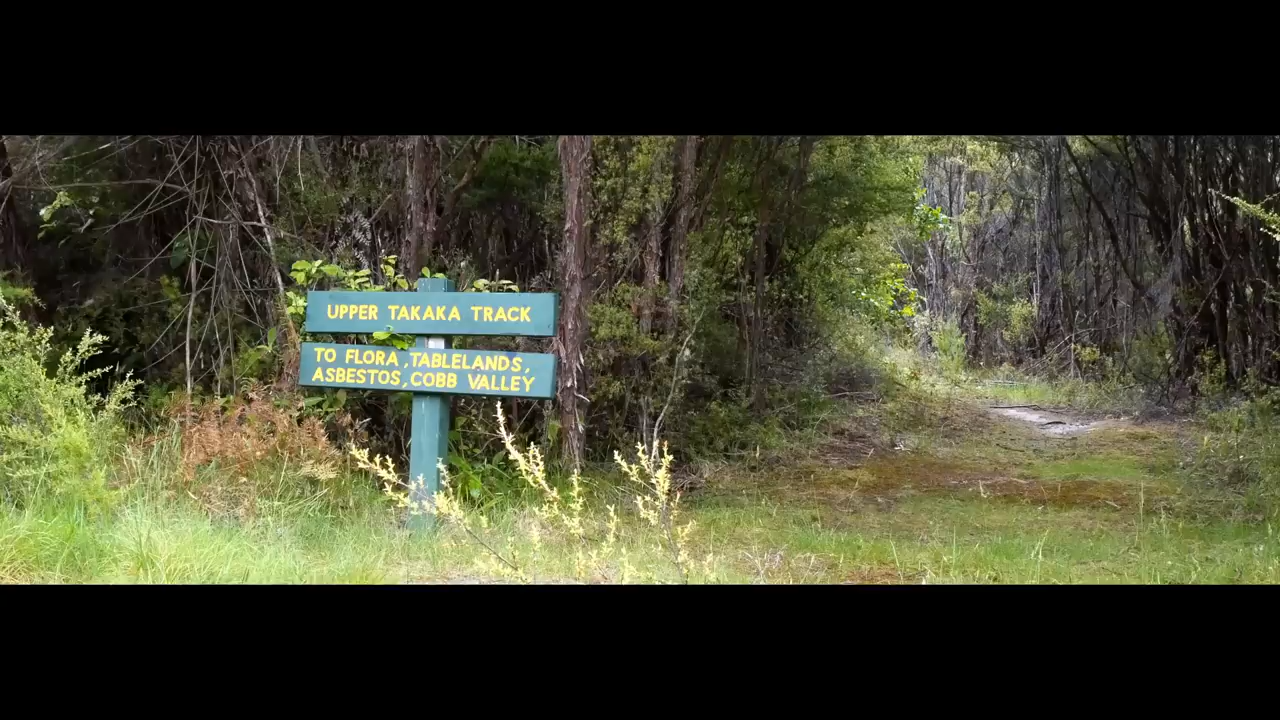 UPPER TAKAKA TRACK
TO FLORA, TABLELANDS,
ASBESTOS, COBB VALLEY